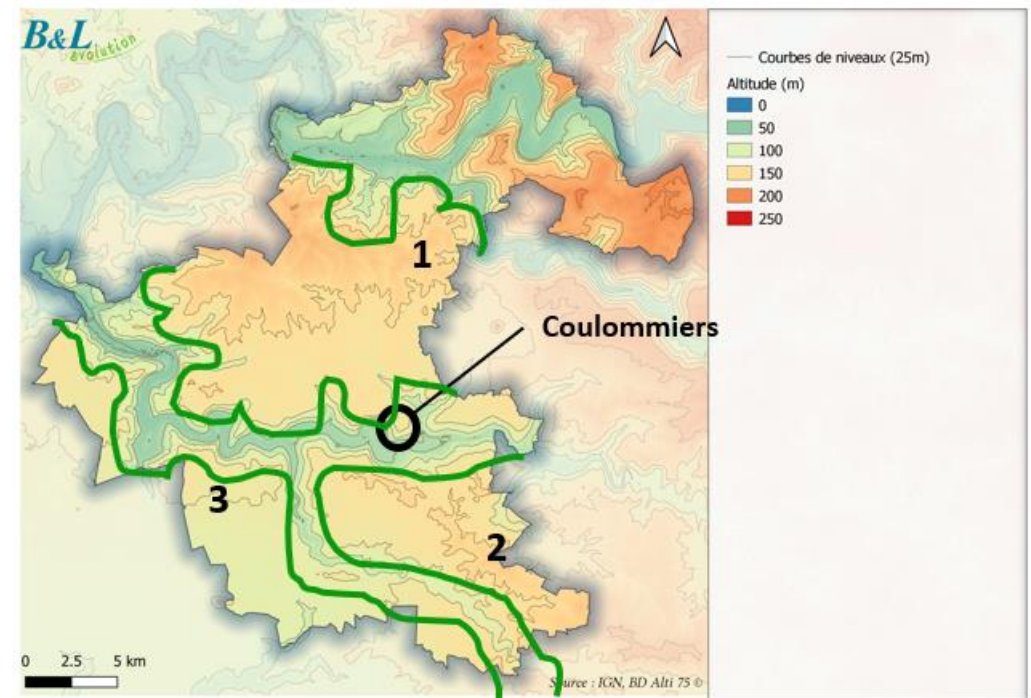 B&L
évolution
Courbes de niveaux (25m)
Altitude (m)
0
50
100
150
200
250
1
Coulommiers
3
2
0 2.5 5 km
Source : IGN, BD Alti 75 ©